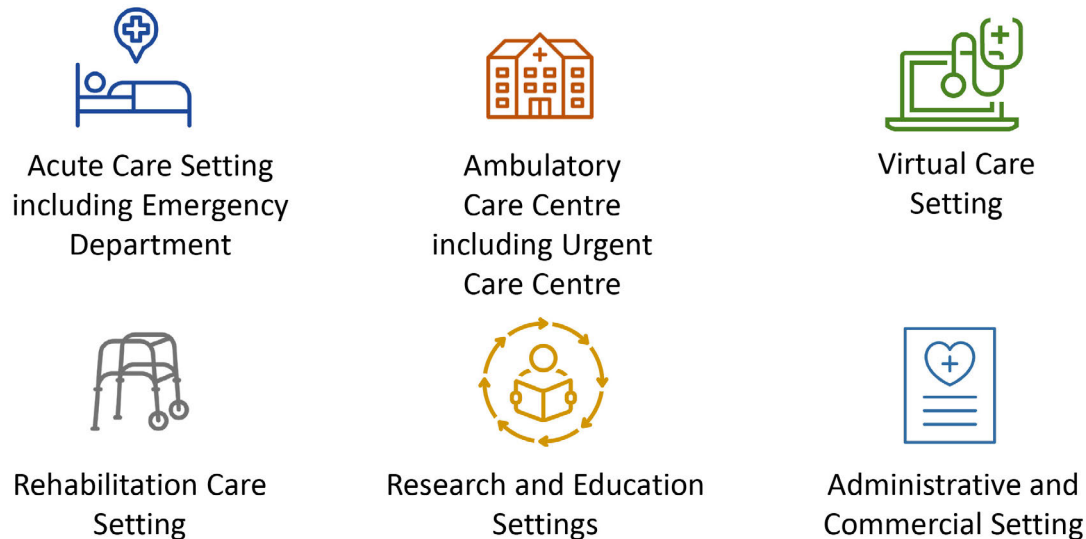 Acute Care Setting
including Emergency
Department
Ambulatory
Care Centre
including Urgent
Care Centre
Virtual Care
Setting
Rehabilitation Care
Setting
Research and Education
Settings
Administrative and
Commercial Setting